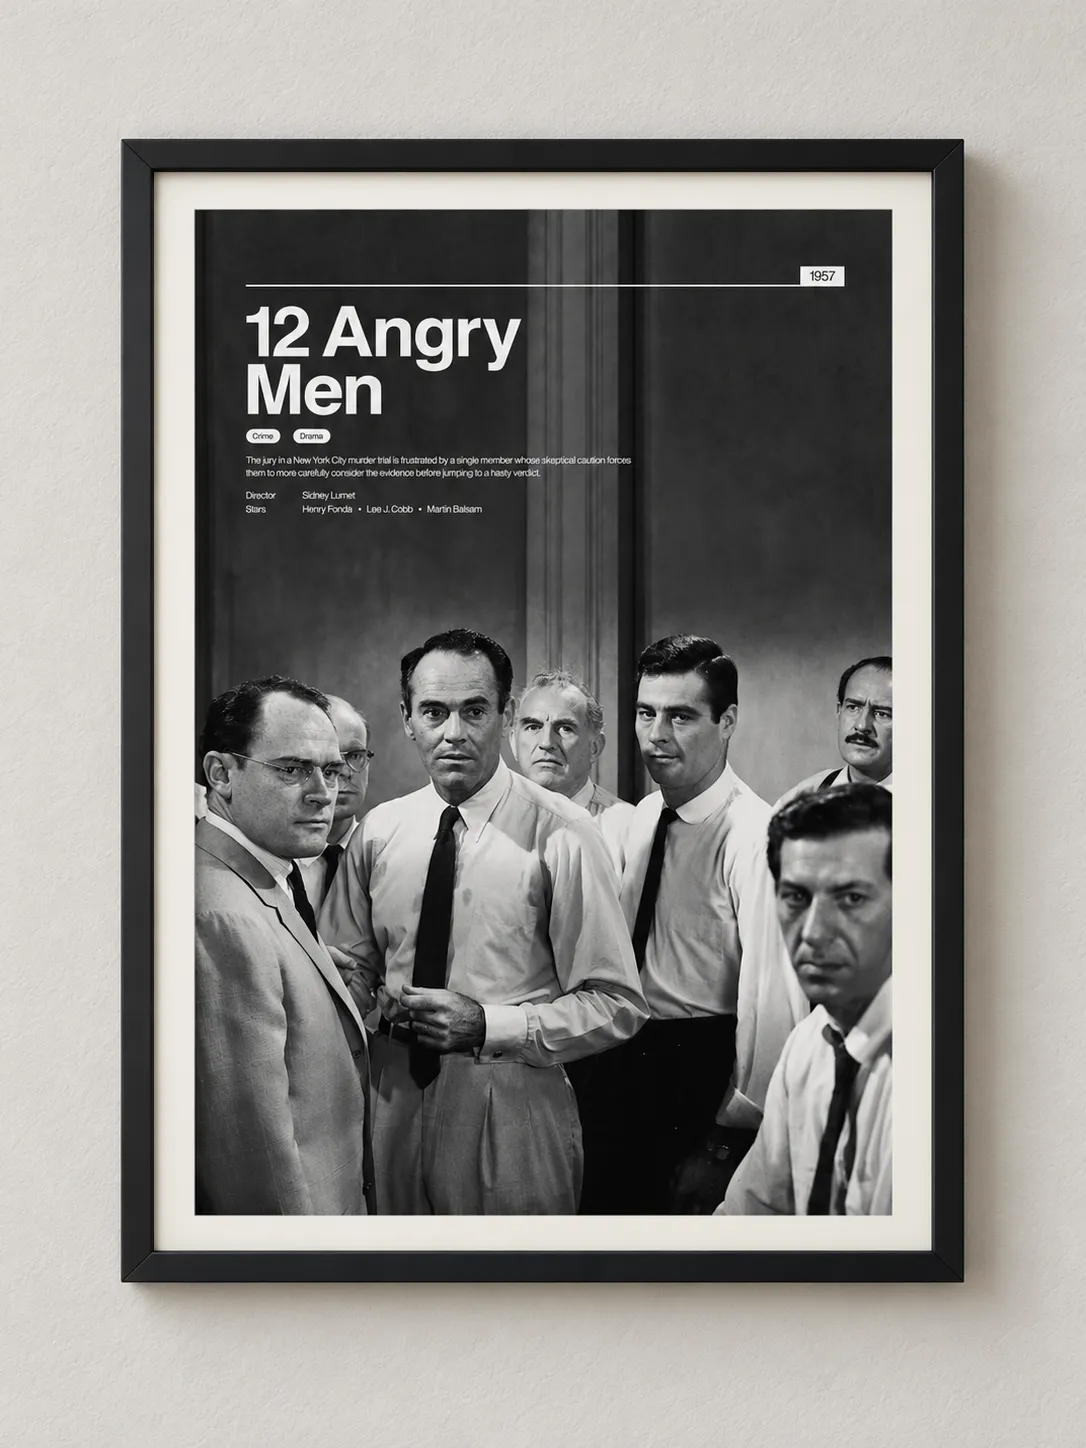 1957
12 Angry
Men
Crime Drama
The jury in a New York City murder trial is frustrated by a single member whose skeptical caution forces
them to more carefully consider the evidence before jumping to a hasty verdict.
Director Sidney Lumet
Stars Henry Fonda • Lee J. Cobb • Martin Balsam